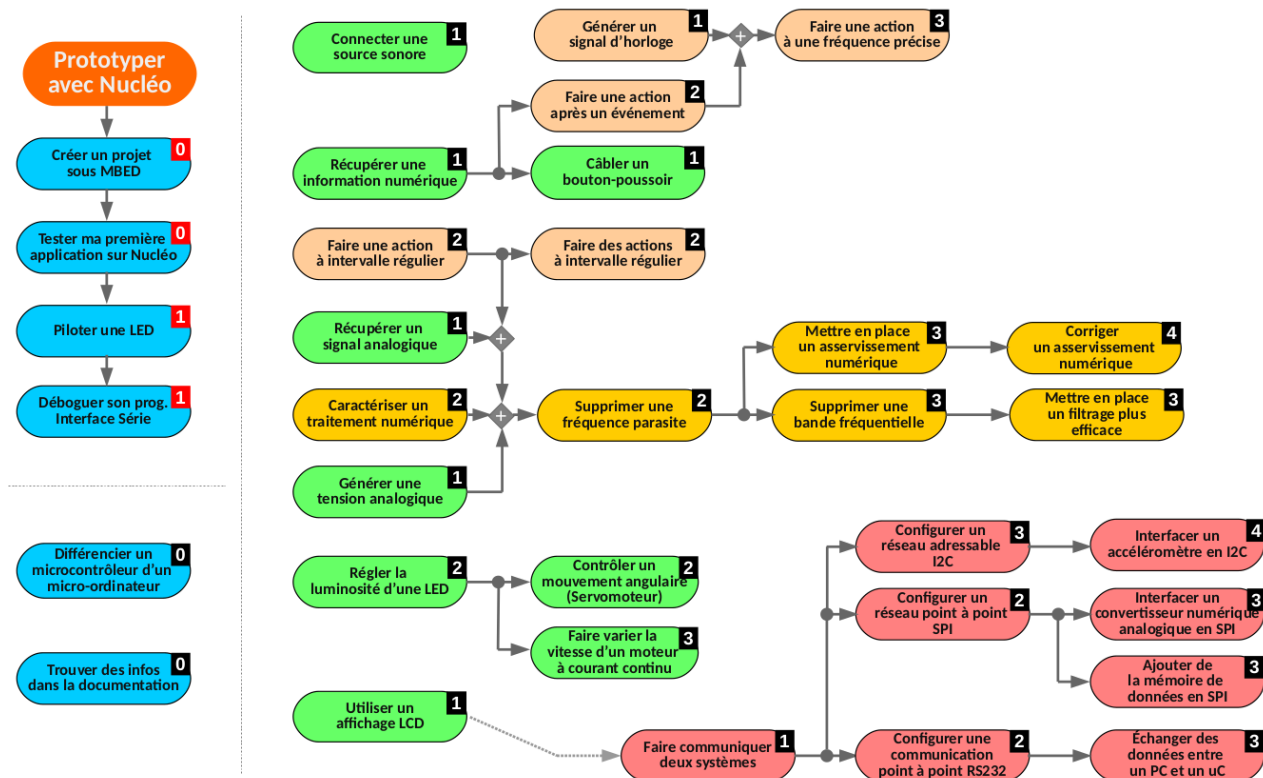 Prototyper
avec Nucléo
Créer un projet
sous MBED
0
Tester ma première
application sur Nucléo
0
Piloter une LED
1
Déboguer son prog.
Interface Série
1
Différencier un
microcontrôleur d'un
micro-ordinateur
0
Trouver des infos
dans la documentation
0
Connecter une
source sonore
1
Générer un
signal d'horloge
1
+
Faire une action
à une fréquence précise
3
Faire une action
après un événement
2
Récupérer une
information numérique
1
Câbler un
bouton-poussoir
1
Faire une action
à intervalle régulier
2
Faire des actions
à intervalle régulier
2
Récupérer un
signal analogique
1
+
Mettre en place
un asservissement
numérique
3
Corriger
un asservissement
numérique
4
Caractériser un
traitement numérique
2
+
Supprimer une
fréquence parasite
2
Supprimer une
bande fréquentielle
3
Mettre en place
un filtrage plus
efficace
3
Générer une
tension analogique
1
Régler la
luminosité d'une LED
2
Contrôler un
mouvement angulaire
(Servomoteur)
2
Faire varier la
vitesse d'un moteur
à courant continu
3
Configurer un
réseau adressable
I2C
3
Interfacer un
accéléromètre en I2C
4
Configurer un
réseau point à point
SPI
2
Interfacer un
convertisseur numérique
analogique en SPI
3
Ajouter de
la mémoire de
données en SPI
3
Utiliser un
affichage LCD
1
Faire communiquer
deux systèmes
1
Configurer une
communication
point à point RS232
2
Échanger des
données entre
un PC et un uC
3